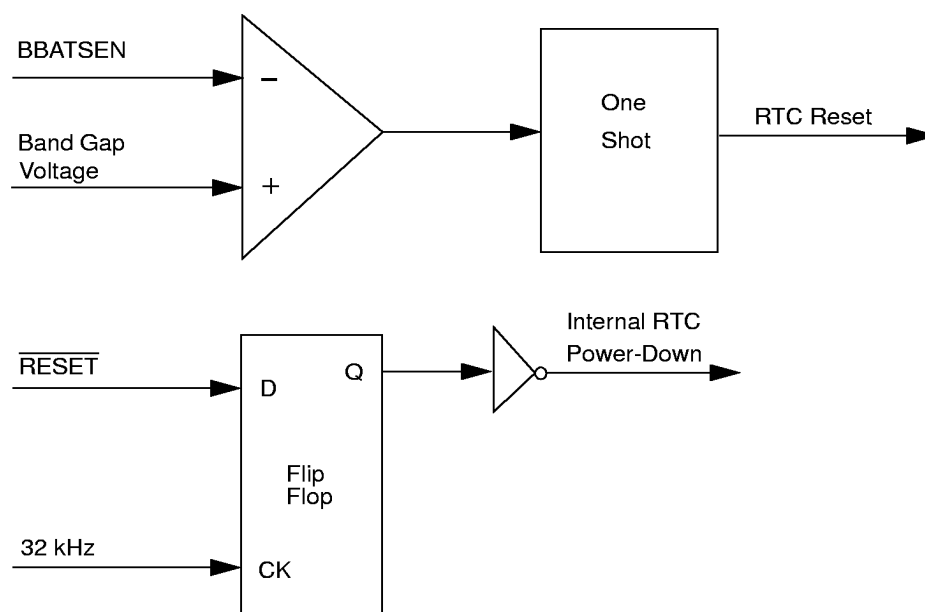 BBATSEN
−
Band Gap
Voltage
+
One
Shot
RTC Reset
RESET
D
Q
Internal RTC
Power-Down
Flip
Flop
32 kHz
CK